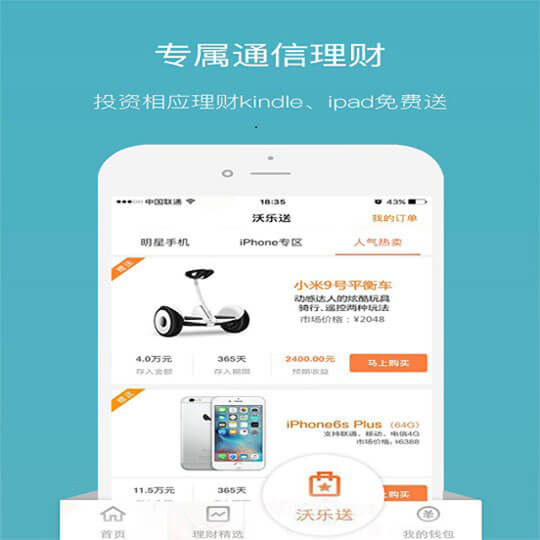 专属通信理财
投资相应理财kindle、ipad免费送
中国联通 18:35 43%
沃乐送 我的订单
明星手机 iPhone专区 人气热卖
赠送
小米9号平衡车
动感达人的炫酷玩具
骑行、遥控两种玩法
市场价格：¥2048
4.0万元 365天 2400.00元 马上购买
存入金额 存入期限 预期收益
赠送
iPhone6s Plus（64G）
支持联通、移动、电信4G
市场价格：¥6388
11.5万元 365天
沃乐送
首页 理财精选 我的钱包